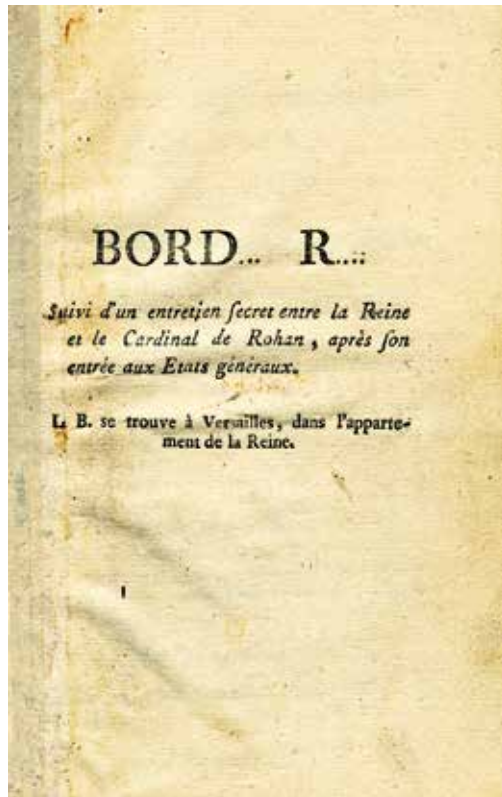 BORD... R....:
Suivi d'un entretien ſecret entre la Reine
et le Cardinal de Rohan, après ſon
entrée aux Etats généraux.
L B. se trouve à Versailles, dans l'apparte-
ment de la Reine.